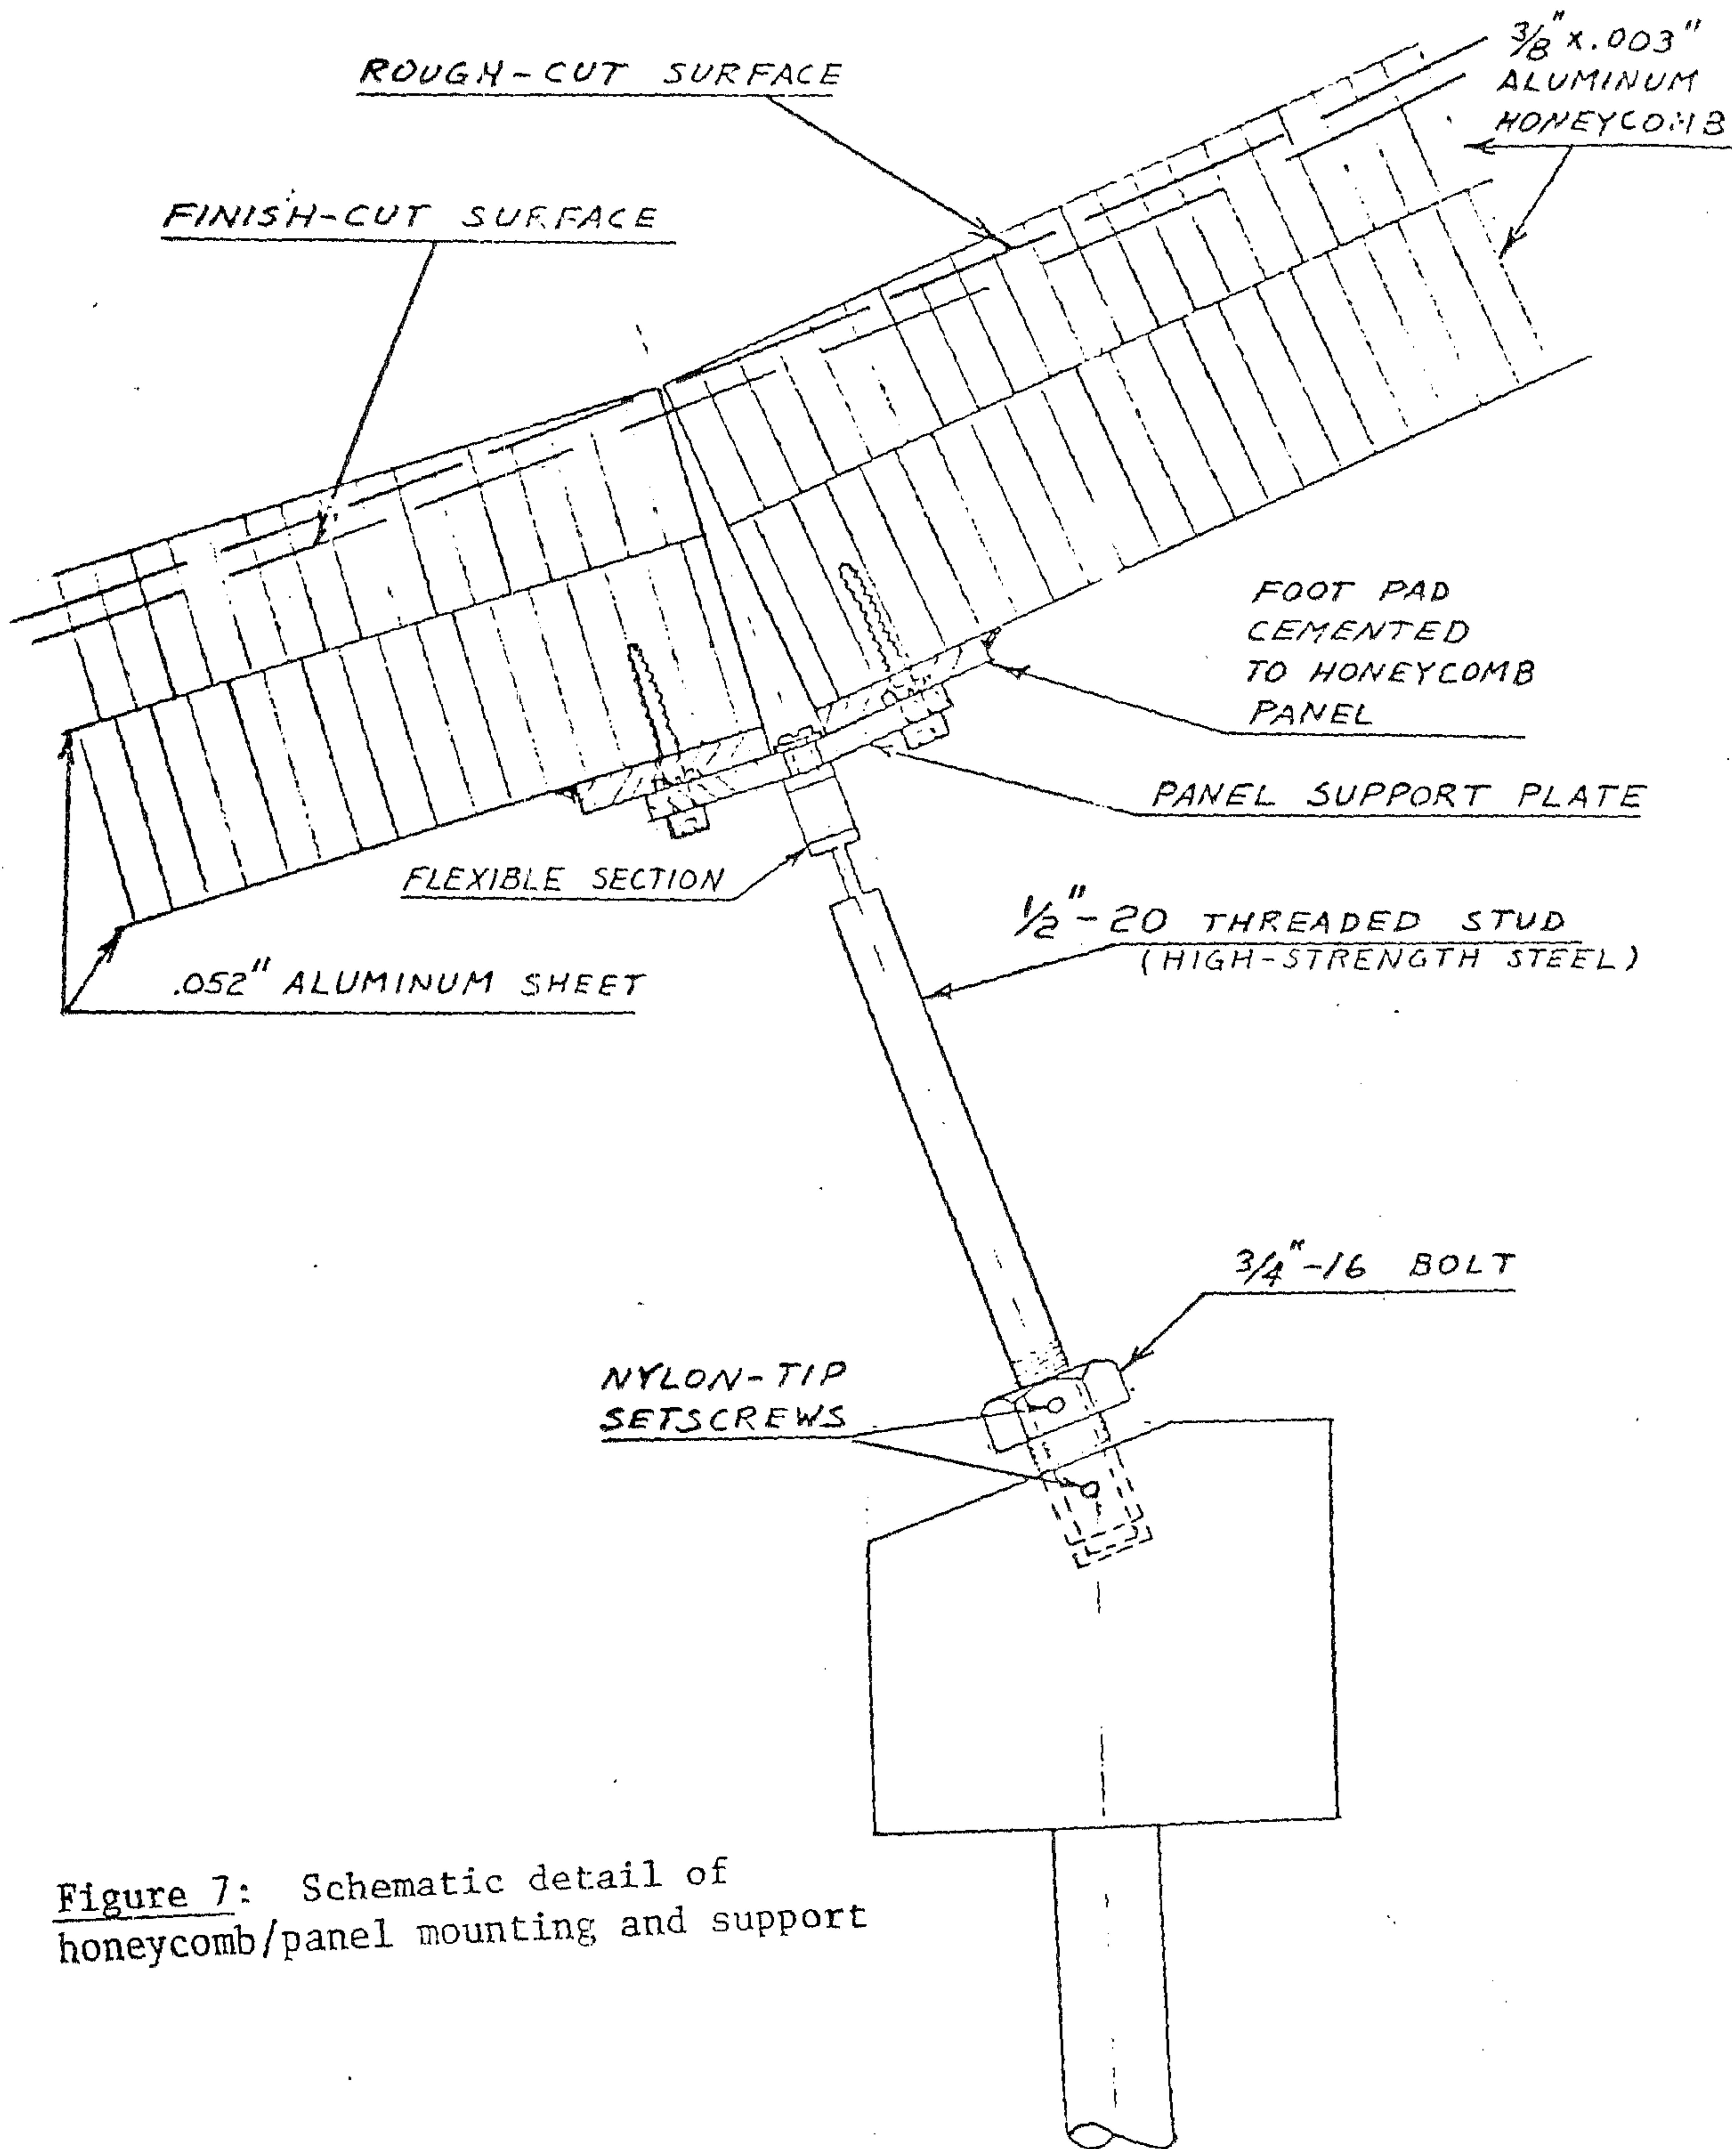 ROUGH-CUT SURFACE
3/8" x .003"
ALUMINUM
HONEYCOMB
FINISH-CUT SURFACE
FOOT PAD
CEMENTED
TO HONEYCOMB
PANEL
PANEL SUPPORT PLATE
FLEXIBLE SECTION
1/2"-20 THREADED STUD
(HIGH-STRENGTH STEEL)
.052" ALUMINUM SHEET
3/4"-16 BOLT
NYLON-TIP
SETSCREWS
Figure 7: Schematic detail of
honeycomb/panel mounting and support